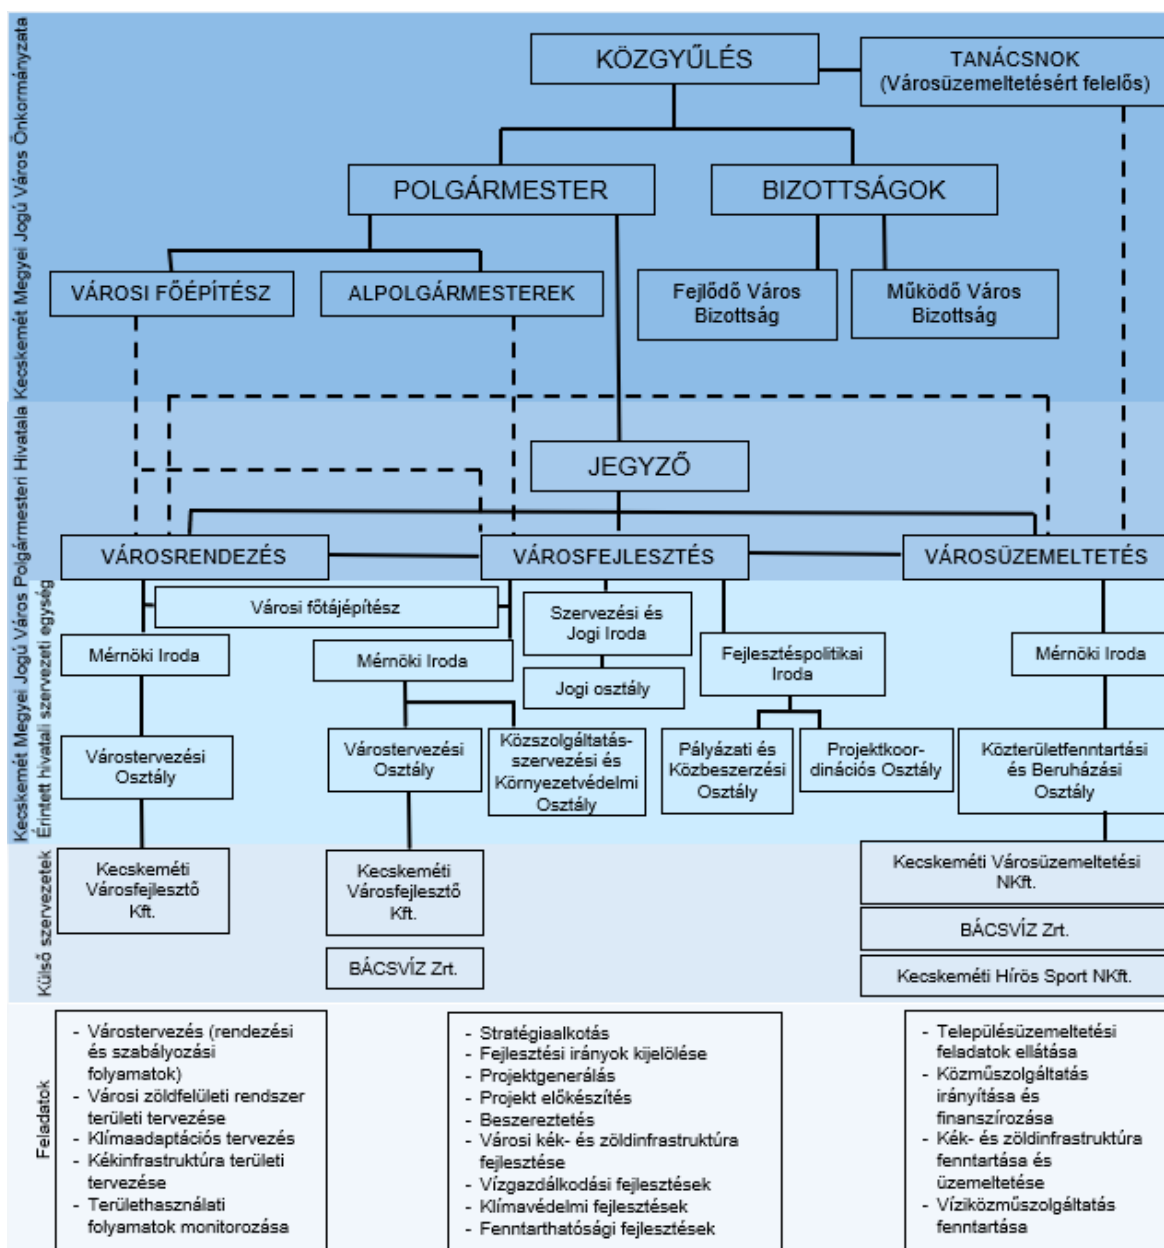 Kecskemét Megyei Jogú Város Önkormányzata
KÖZGYŰLÉS
TANÁCSNOK
(Városüzemeltetésért felelős)
POLGÁRMESTER
BIZOTTSÁGOK
VÁROSI FŐÉPÍTÉSZ
ALPOLGÁRMESTEREK
Fejlődő Város
Bizottság
Működő Város
Bizottság
Kecskemét Megyei Jogú Város Polgármesteri Hivatala
JEGYZŐ
VÁROSRENDEZÉS
VÁROSFEJLESZTÉS
VÁROSÜZEMELTETÉS
Érintett hivatali szervezeti egység
Városi főtájépítész
Szervezési és
Jogi Iroda
Mérnöki Iroda
Mérnöki Iroda
Jogi osztály
Fejlesztéspolitikai
Iroda
Mérnöki Iroda
Várostervezési
Osztály
Várostervezési
Osztály
Közszolgáltatás-
szervezési és
Környezetvédelmi
Osztály
Pályázati és
Közbeszerzési
Osztály
Projektkoor-
dinációs Osztály
Közterületfenntartási
és Beruházási
Osztály
Külső szervezetek
Kecskeméti
Városfejlesztő
Kft.
Kecskeméti
Városfejlesztő
Kft.
BÁCSVÍZ Zrt.
Kecskeméti Városüzemeltetési
NKft.
BÁCSVÍZ Zrt.
Kecskeméti Hírös Sport NKft.
Feladatok
- Várostervezés (rendezési
és szabályozási
folyamatok)
- Városi zöldfelületi rendszer
területi tervezése
- Klímaadaptációs tervezés
- Kékinfrastruktúra területi
tervezése
- Területhasználati
folyamatok monitorozása
- Stratégiaalkotás
- Fejlesztési irányok kijelölése
- Projektgenerálás
- Projekt előkészítés
- Beszereztetés
- Városi kék- és zöldinfrastruktúra
fejlesztése
- Vízgazdálkodási fejlesztések
- Klímavédelmi fejlesztések
- Fenntarthatósági fejlesztések
- Településüzemeltetési
feladatok ellátása
- Közműszolgáltatás
irányítása és
finanszírozása
- Kék- és zöldinfrastruktúra
fenntartása és
üzemeltetése
- Víziközműszolgáltatás
fenntartása